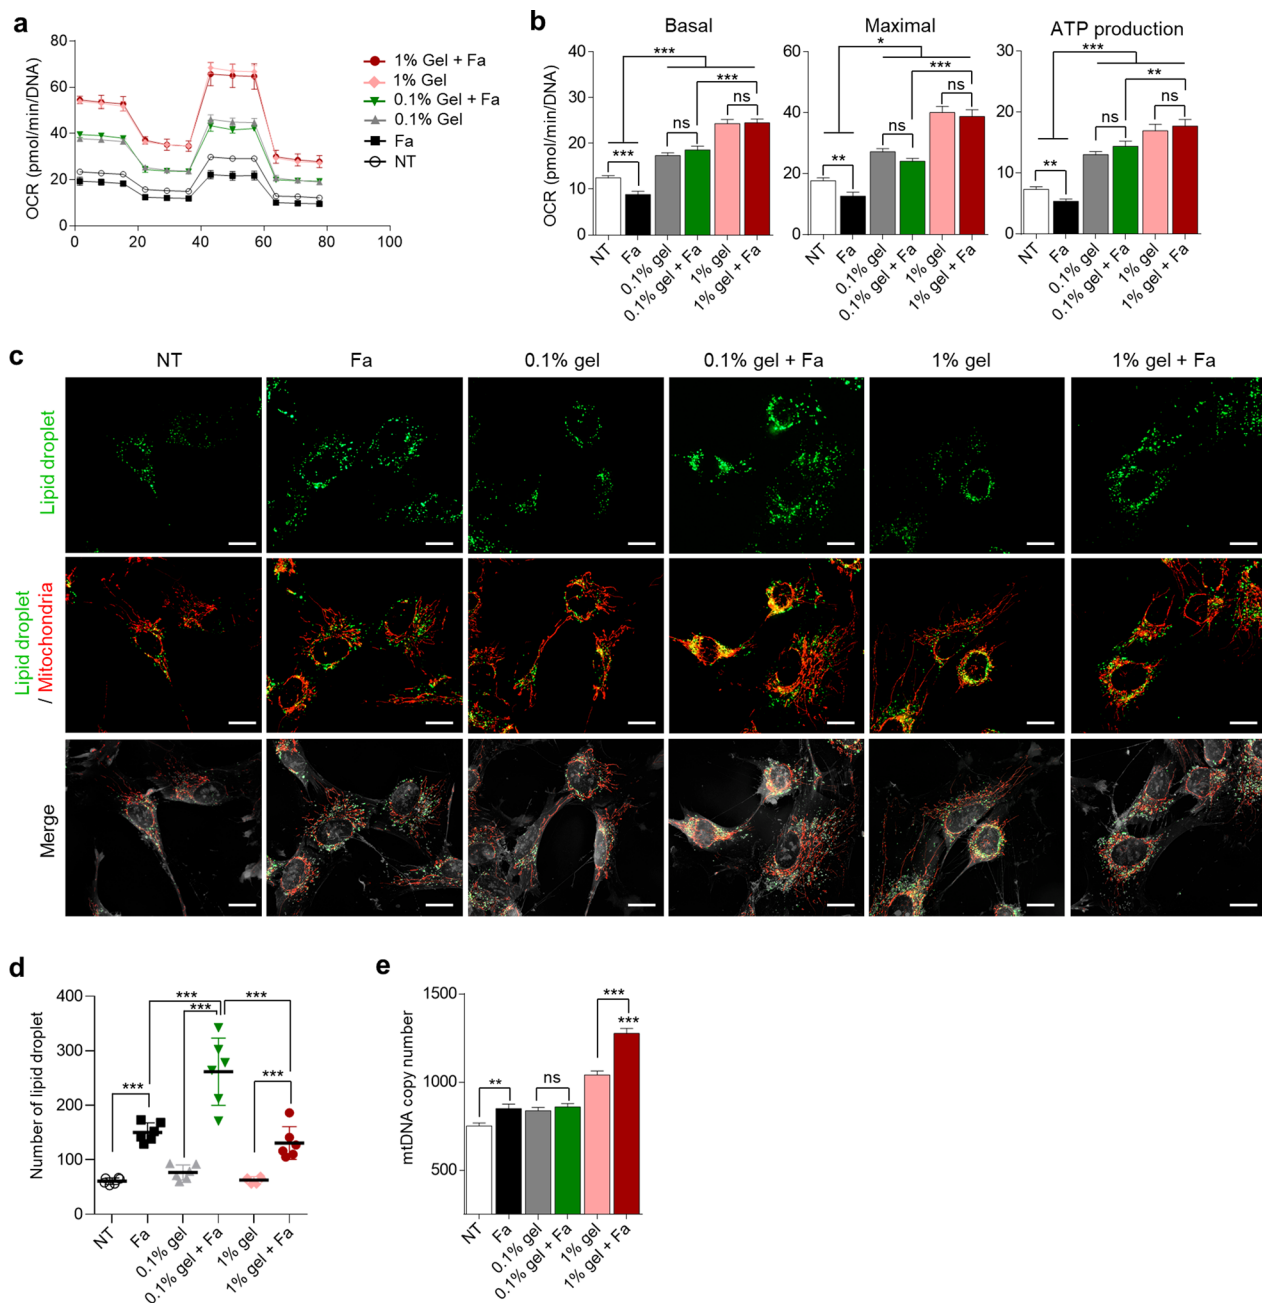 a
OCR (pmol/min/DNA)
80
60
40
20
0
0
20
40
60
80
100
1% Gel + Fa
1% Gel
0.1% Gel + Fa
0.1% Gel
Fa
NT
b
Basal
OCR (pmol/min/DNA)
40
30
20
10
0
***
***
ns
***
ns
NT
Fa
0.1% gel
0.1% gel + Fa
1% gel
1% gel + Fa
Maximal
60
40
20
0
*
***
ns
ns
**
NT
Fa
0.1% gel
0.1% gel + Fa
1% gel
1% gel + Fa
ATP production
30
20
10
0
***
**
ns
ns
**
NT
Fa
0.1% gel
0.1% gel + Fa
1% gel
1% gel + Fa
c
NT
Fa
0.1% gel
0.1% gel + Fa
1% gel
1% gel + Fa
Lipid droplet
Lipid droplet
/ Mitochondria
Merge
d
Number of lipid droplet
400
300
200
100
0
***
***
***
***
***
NT
Fa
0.1% gel
0.1% gel + Fa
1% gel
1% gel + Fa
e
mtDNA copy number
1500
1000
500
**
ns
***
***
NT
Fa
0.1% gel
0.1% gel + Fa
1% gel
1% gel + Fa